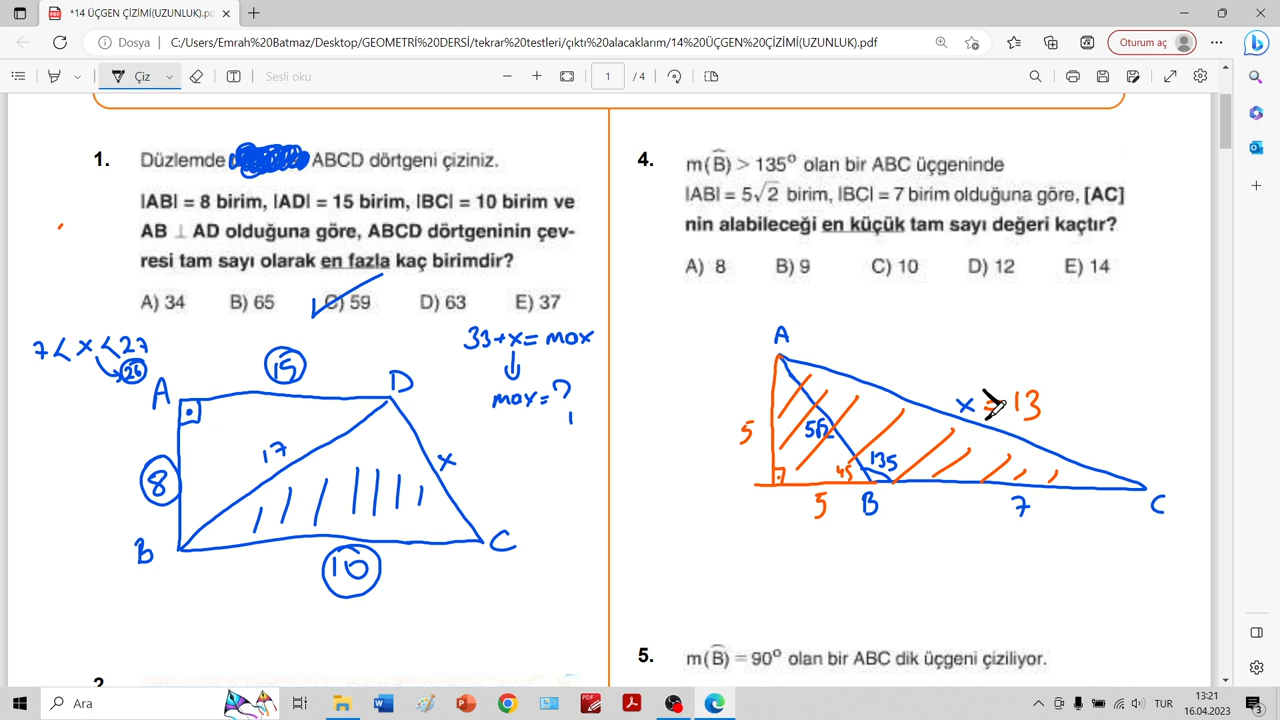 *14 ÜÇGEN ÇİZİMİ(UZUNLUK).pdf
Dosya
C:/Users/Emrah%20Batmaz/Desktop/GEOMETRİ%20DERSİ/tekrar%20testleri/çıktı%20alacaklarım/14%20ÜÇGEN%20ÇİZİMİ(UZUNLUK).pdf
Oturum aç
Çiz
Sesli oku
1
/ 4
1.
Düzlemde ABCD dörtgeni çiziniz.
|AB| = 8 birim, |AD| = 15 birim, |BC| = 10 birim ve
AB ⊥ AD olduğuna göre, ABCD dörtgeninin çev-
resi tam sayı olarak en fazla kaç birimdir?
A) 34 B) 65 C) 59 D) 63 E) 37
7 < x < 27
26
33+x = max
max = ?
A
15
D
17
x
8
B
10
C
2
4.
m(B̂) > 135° olan bir ABC üçgeninde
|AB| = 5√2 birim, |BC| = 7 birim olduğuna göre, [AC]
nin alabileceği en küçük tam sayı değeri kaçtır?
A) 8 B) 9 C) 10 D) 12 E) 14
A
x > 13
5
5√2
45
135
5
B
7
C
5.
m(B̂) = 90° olan bir ABC dik üçgeni çiziliyor.
Ara
TUR
13:21
16.04.2023
3